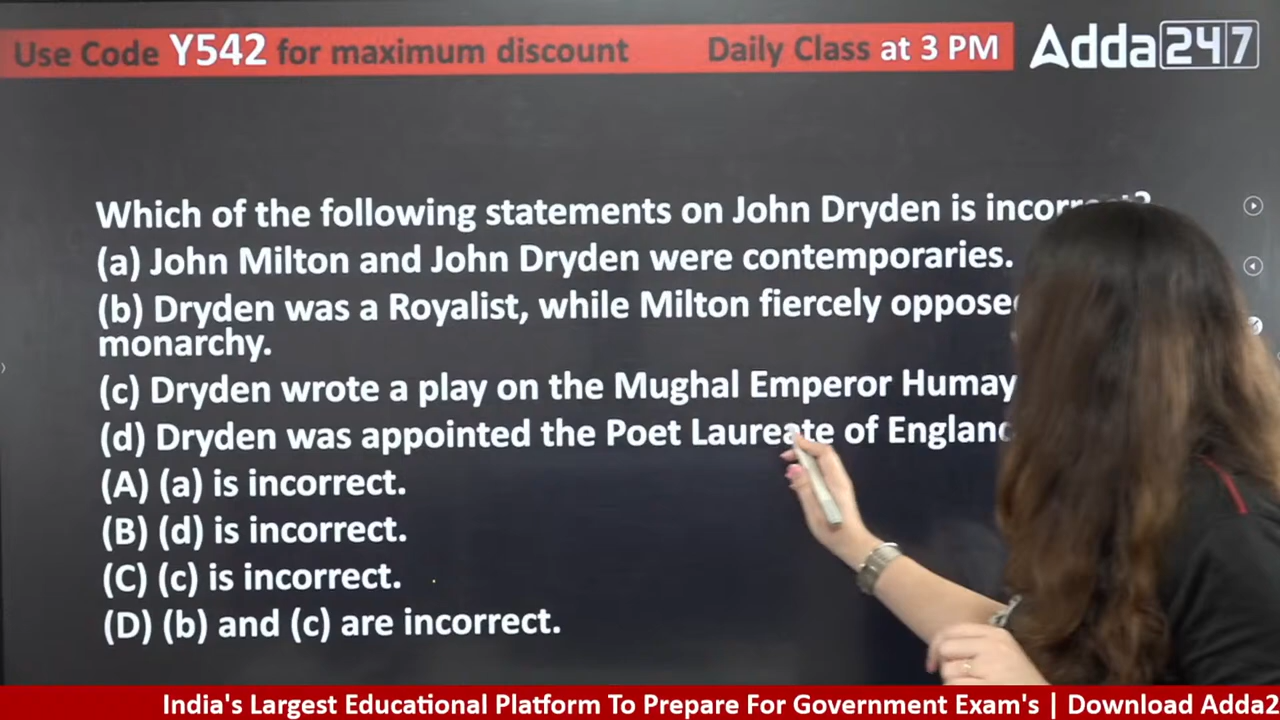 Use Code Y542 for maximum discount Daily Class at 3 PM Adda247
Which of the following statements on John Dryden is
(a) John Milton and John Dryden were contemporaries.
(b) Dryden was a Royalist, while Milton fiercely
monarchy.
(c) Dryden wrote a play on the Mughal Emperor
(d) Dryden was appointed the Poet Laureate of
(A) (a) is incorrect.
(B) (d) is incorrect.
(C) (c) is incorrect.
(D) (b) and (c) are incorrect.
India's Largest Educational Platform To Prepare For Government Exam's | Download